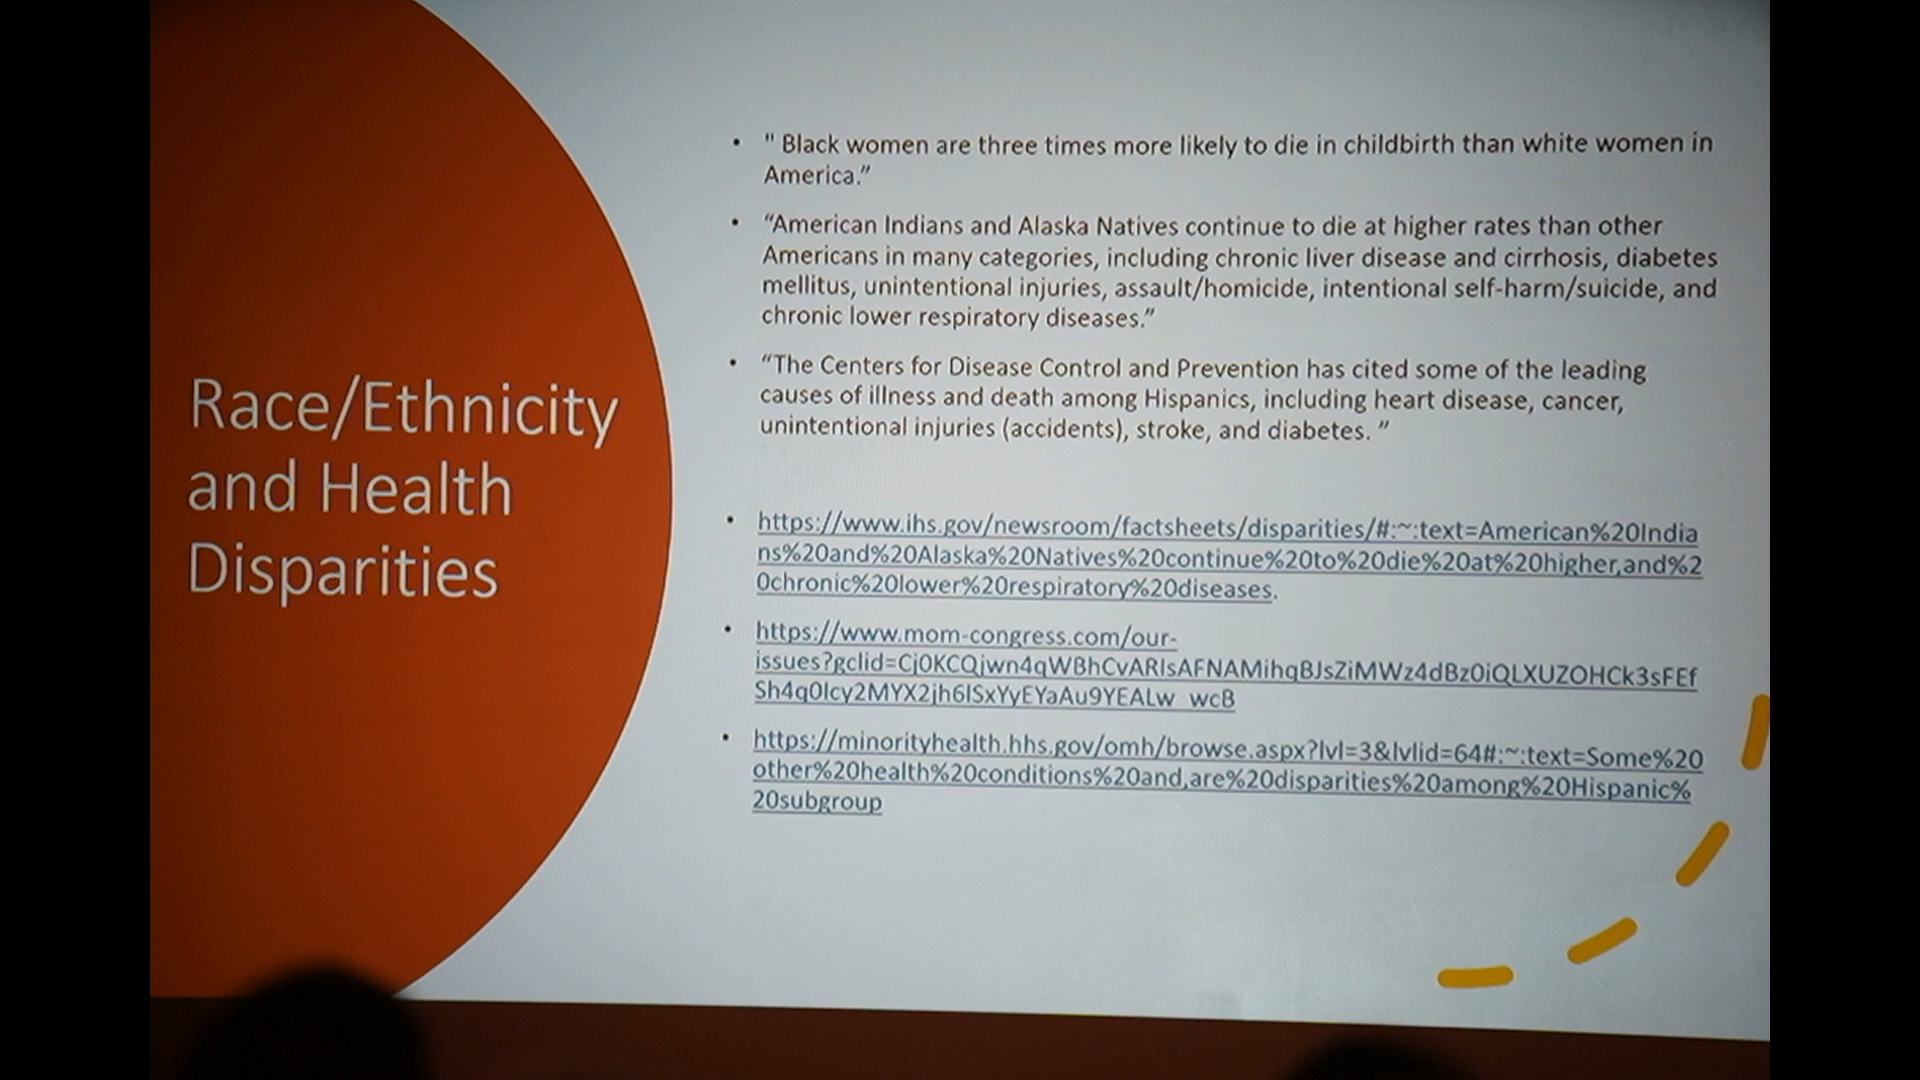 Race/Ethnicity
and Health
Disparities
• " Black women are three times more likely to die in childbirth than white women in
America.”
• “American Indians and Alaska Natives continue to die at higher rates than other
Americans in many categories, including chronic liver disease and cirrhosis, diabetes
mellitus, unintentional injuries, assault/homicide, intentional self-harm/suicide, and
chronic lower respiratory diseases.”
• “The Centers for Disease Control and Prevention has cited some of the leading
causes of illness and death among Hispanics, including heart disease, cancer,
unintentional injuries (accidents), stroke, and diabetes. ”
• https://www.ihs.gov/newsroom/factsheets/disparities/#:~:text=American%20India
ns%20and%20Alaska%20Natives%20continue%20to%20die%20at%20higher,and%2
0chronic%20lower%20respiratory%20diseases.
• https://www.mom-congress.com/our-
issues?gclid=Cj0KCQjwn4qWBhCvARIsAFNAMihqBJsZiMWz4dBz0iQLXUZOHCk3sFEf
Sh4q0Icy2MYX2jh6ISxYyEYaAu9YEALw_wcB
• https://minorityhealth.hhs.gov/omh/browse.aspx?lvl=3&lvlid=64#:~:text=Some%20
other%20health%20conditions%20and,are%20disparities%20among%20Hispanic%
20subgroup